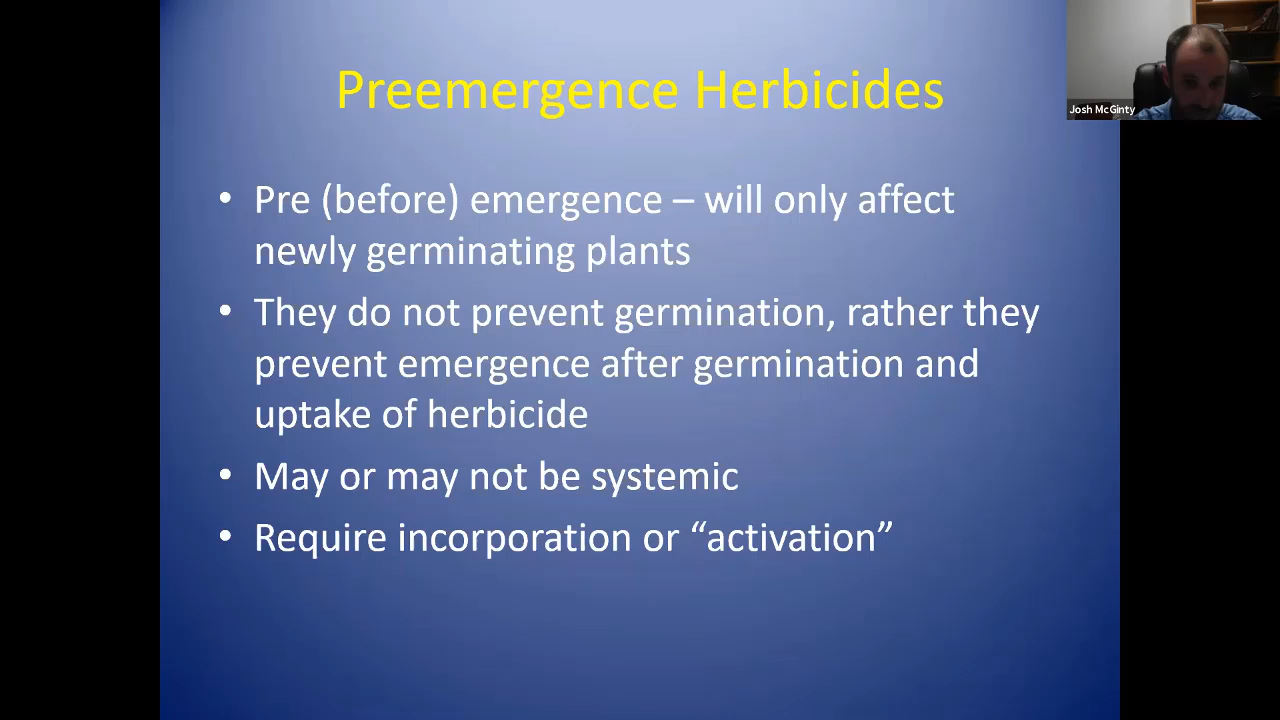 Preemergence Herbicides
Josh McGinty
• Pre (before) emergence – will only affect
newly germinating plants
• They do not prevent germination, rather they
prevent emergence after germination and
uptake of herbicide
• May or may not be systemic
• Require incorporation or “activation”